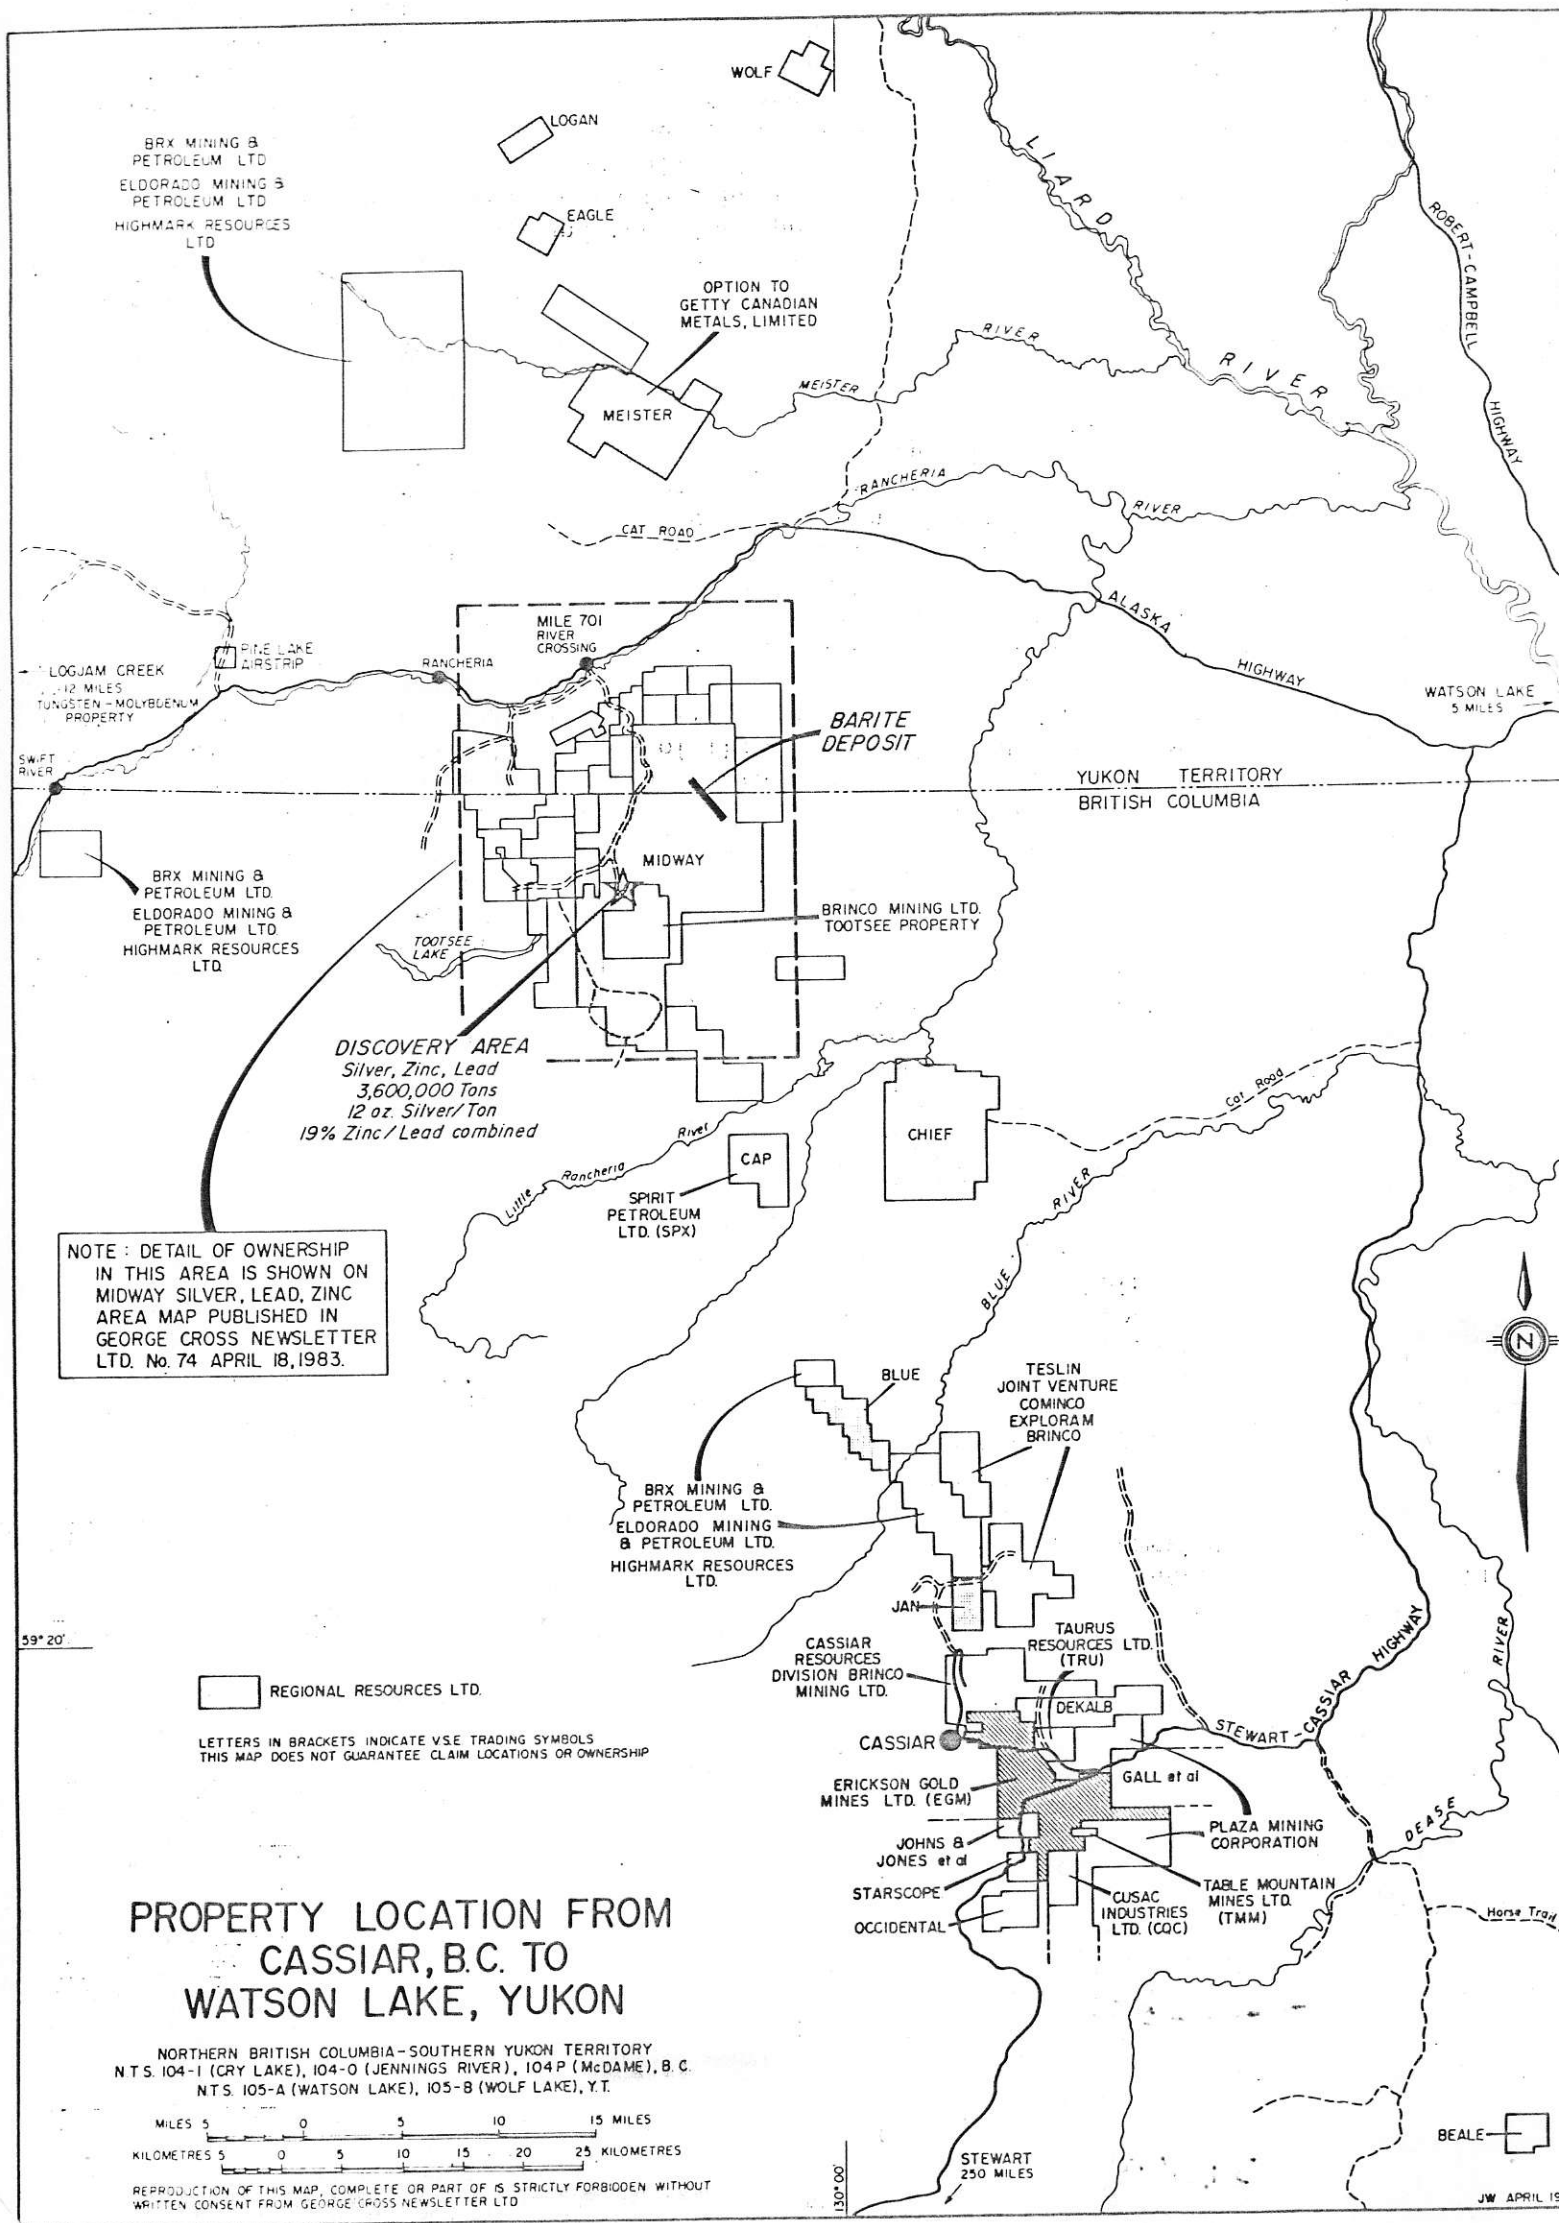 WOLF
LOGAN
BRX MINING &
PETROLEUM LTD
ELDORADO MINING &
PETROLEUM LTD
HIGHMARK RESOURCES
LTD
EAGLE
OPTION TO
GETTY CANADIAN
METALS, LIMITED
MEISTER
MEISTER
RIVER
LIARD
RIVER
ROBERT-CAMPBELL
HIGHWAY
RANCHERIA
RIVER
CAT ROAD
ALASKA
HIGHWAY
MILE 701
RIVER
CROSSING
PINE LAKE
AIRSTRIP
RANCHERIA
LOGJAM CREEK
12 MILES
TUNGSTEN-MOLYBDENUM
PROPERTY
SWIFT
RIVER
WATSON LAKE
5 MILES
BARITE
DEPOSIT
YUKON TERRITORY
BRITISH COLUMBIA
MIDWAY
BRX MINING &
PETROLEUM LTD.
ELDORADO MINING &
PETROLEUM LTD.
HIGHMARK RESOURCES
LTD.
TOOTSEE
LAKE
BRINCO MINING LTD.
TOOTSEE PROPERTY
DISCOVERY AREA
Silver, Zinc, Lead
3,600,000 Tons
12 oz. Silver/Ton
19% Zinc/Lead combined
Little Rancheria River
CAP
SPIRIT
PETROLEUM
LTD. (SPX)
CHIEF
Cat Road
BLUE RIVER
NOTE : DETAIL OF OWNERSHIP
IN THIS AREA IS SHOWN ON
MIDWAY SILVER, LEAD, ZINC
AREA MAP PUBLISHED IN
GEORGE CROSS NEWSLETTER
LTD. No. 74 APRIL 18,1983.
N
BLUE
TESLIN
JOINT VENTURE
COMINCO
EXPLORAM
BRINCO
BRX MINING &
PETROLEUM LTD.
ELDORADO MINING
& PETROLEUM LTD.
HIGHMARK RESOURCES
LTD.
JAN
59° 20'
CASSIAR
RESOURCES
DIVISION BRINCO
MINING LTD.
TAURUS
RESOURCES LTD.
(TRU)
DEKALB
STEWART-CASSIAR HIGHWAY
RIVER
DEASE
REGIONAL RESOURCES LTD.
LETTERS IN BRACKETS INDICATE V.S.E TRADING SYMBOLS
THIS MAP DOES NOT GUARANTEE CLAIM LOCATIONS OR OWNERSHIP
CASSIAR
ERICKSON GOLD
MINES LTD. (EGM)
GALL et al
PLAZA MINING
CORPORATION
JOHNS &
JONES et al
STARSCOPE
OCCIDENTAL
CUSAC
INDUSTRIES
LTD. (CQC)
TABLE MOUNTAIN
MINES LTD.
(TMM)
Horse Trail
PROPERTY LOCATION FROM
CASSIAR, B.C. TO
WATSON LAKE, YUKON
NORTHERN BRITISH COLUMBIA-SOUTHERN YUKON TERRITORY
N.T.S. 104-I (CRY LAKE), 104-O (JENNINGS RIVER), 104P (McDAME), B.C.
N.T.S. 105-A (WATSON LAKE), 105-B (WOLF LAKE), Y.T.
MILES 5 0 5 10 15 MILES
KILOMETRES 5 0 5 10 15 20 25 KILOMETRES
REPRODUCTION OF THIS MAP, COMPLETE OR PART OF IS STRICTLY FORBIDDEN WITHOUT
WRITTEN CONSENT FROM GEORGE CROSS NEWSLETTER LTD
130° 00'
STEWART
250 MILES
BEALE
JW APRIL 19